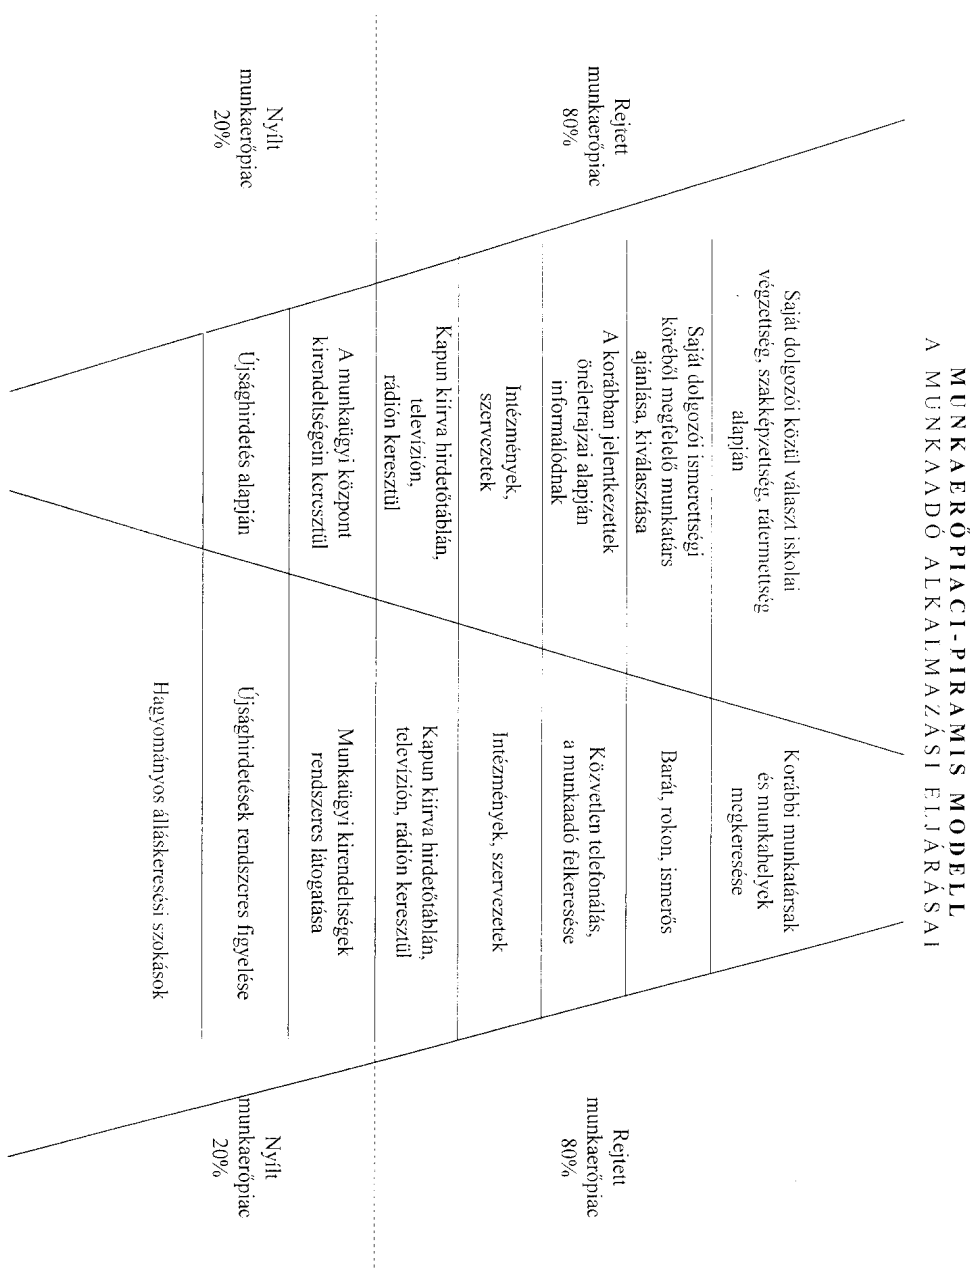 MUNKAERŐPIACI-PIRAMIS MODELL
A MUNKAADÓ ALKALMAZÁSI ELJÁRÁSAI
Rejtett
munkaerőpiac
80%
Nyílt
munkaerőpiac
20%
Saját dolgozói közül választ iskolai
végzettség, szakképzettség, rátermettség
alapján
Saját dolgozói ismerettségi
köréből megfelelő munkatárs
ajánlása, kiválasztása
A korábban jelentkezettek
önéletrajzai alapján
informálódnak
Intézmények,
szervezetek
Kapun kiírva hirdetőtáblán,
televízión,
rádión keresztül
A munkaügyi központ
kirendeltségein keresztül
Újsághirdetés alapján
Korábbi munkatársak
és munkahelyek
megkeresése
Barát, rokon, ismerős
Közvetlen telefonálás,
a munkaadó felkeresése
Intézmények, szervezetek
Kapun kiírva hirdetőtáblán,
televízión, rádión keresztül
Munkaügyi kirendeltségek
rendszeres látogatása
Újsághirdetések rendszeres figyelése
Hagyományos álláskeresési szokások
Rejtett
munkaerőpiac
80%
Nyílt
munkaerőpiac
20%